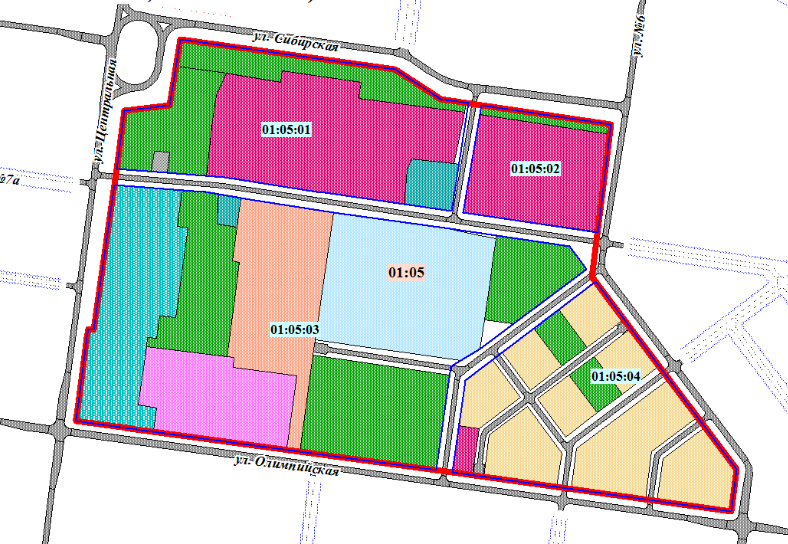 ул. Сибирская
ул. №6
ул. Центральная
01:05:01
01:05:02
№7а
01:05
01:05:03
01:05:04
ул. Олимпийская